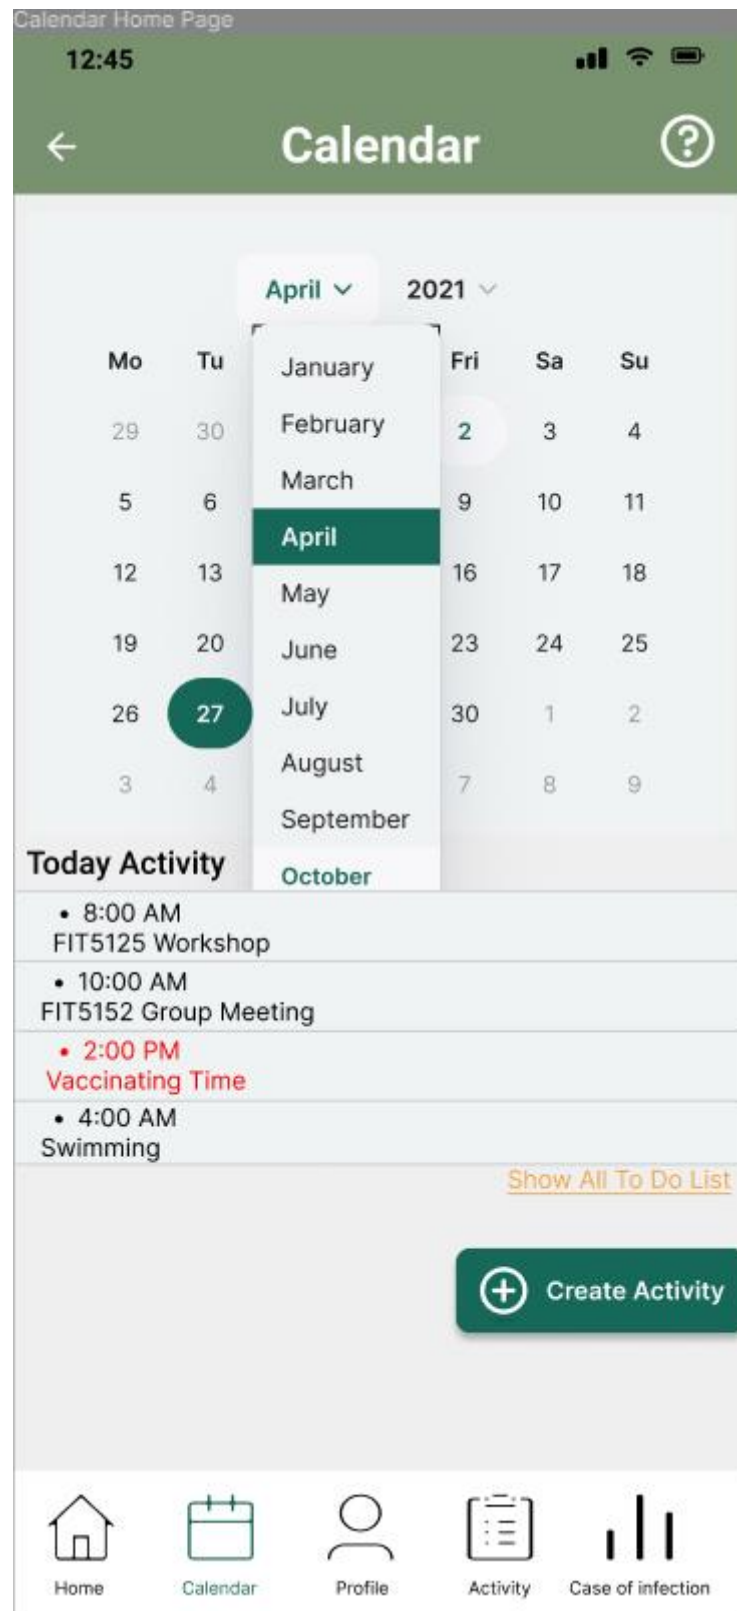 Calendar Home Page
12:45
Calendar
?
April 2021
Mo Tu Fri Sa Su
January
29 30 February 2 3 4
March
5 6 9 10 11
April
12 13 16 17 18
May
19 20 June 23 24 25
26 27 July 30 1 2
August
3 4 7 8 9
September
Today Activity
October
• 8:00 AM
FIT5125 Workshop
• 10:00 AM
FIT5152 Group Meeting
• 2:00 PM
Vaccinating Time
• 4:00 AM
Swimming
Show All To Do List
Create Activity
Home Calendar Profile Activity Case of infection